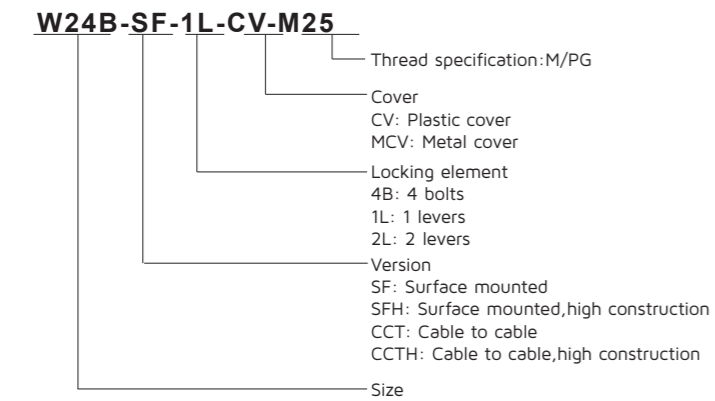 W24B-SF-1L-CV-M25
Thread specification:M/PG
Cover
CV: Plastic cover
MCV: Metal cover
Locking element
4B: 4 bolts
1L: 1 levers
2L: 2 levers
Version
SF: Surface mounted
SFH: Surface mounted,high construction
CCT: Cable to cable
CCTH: Cable to cable,high construction
Size